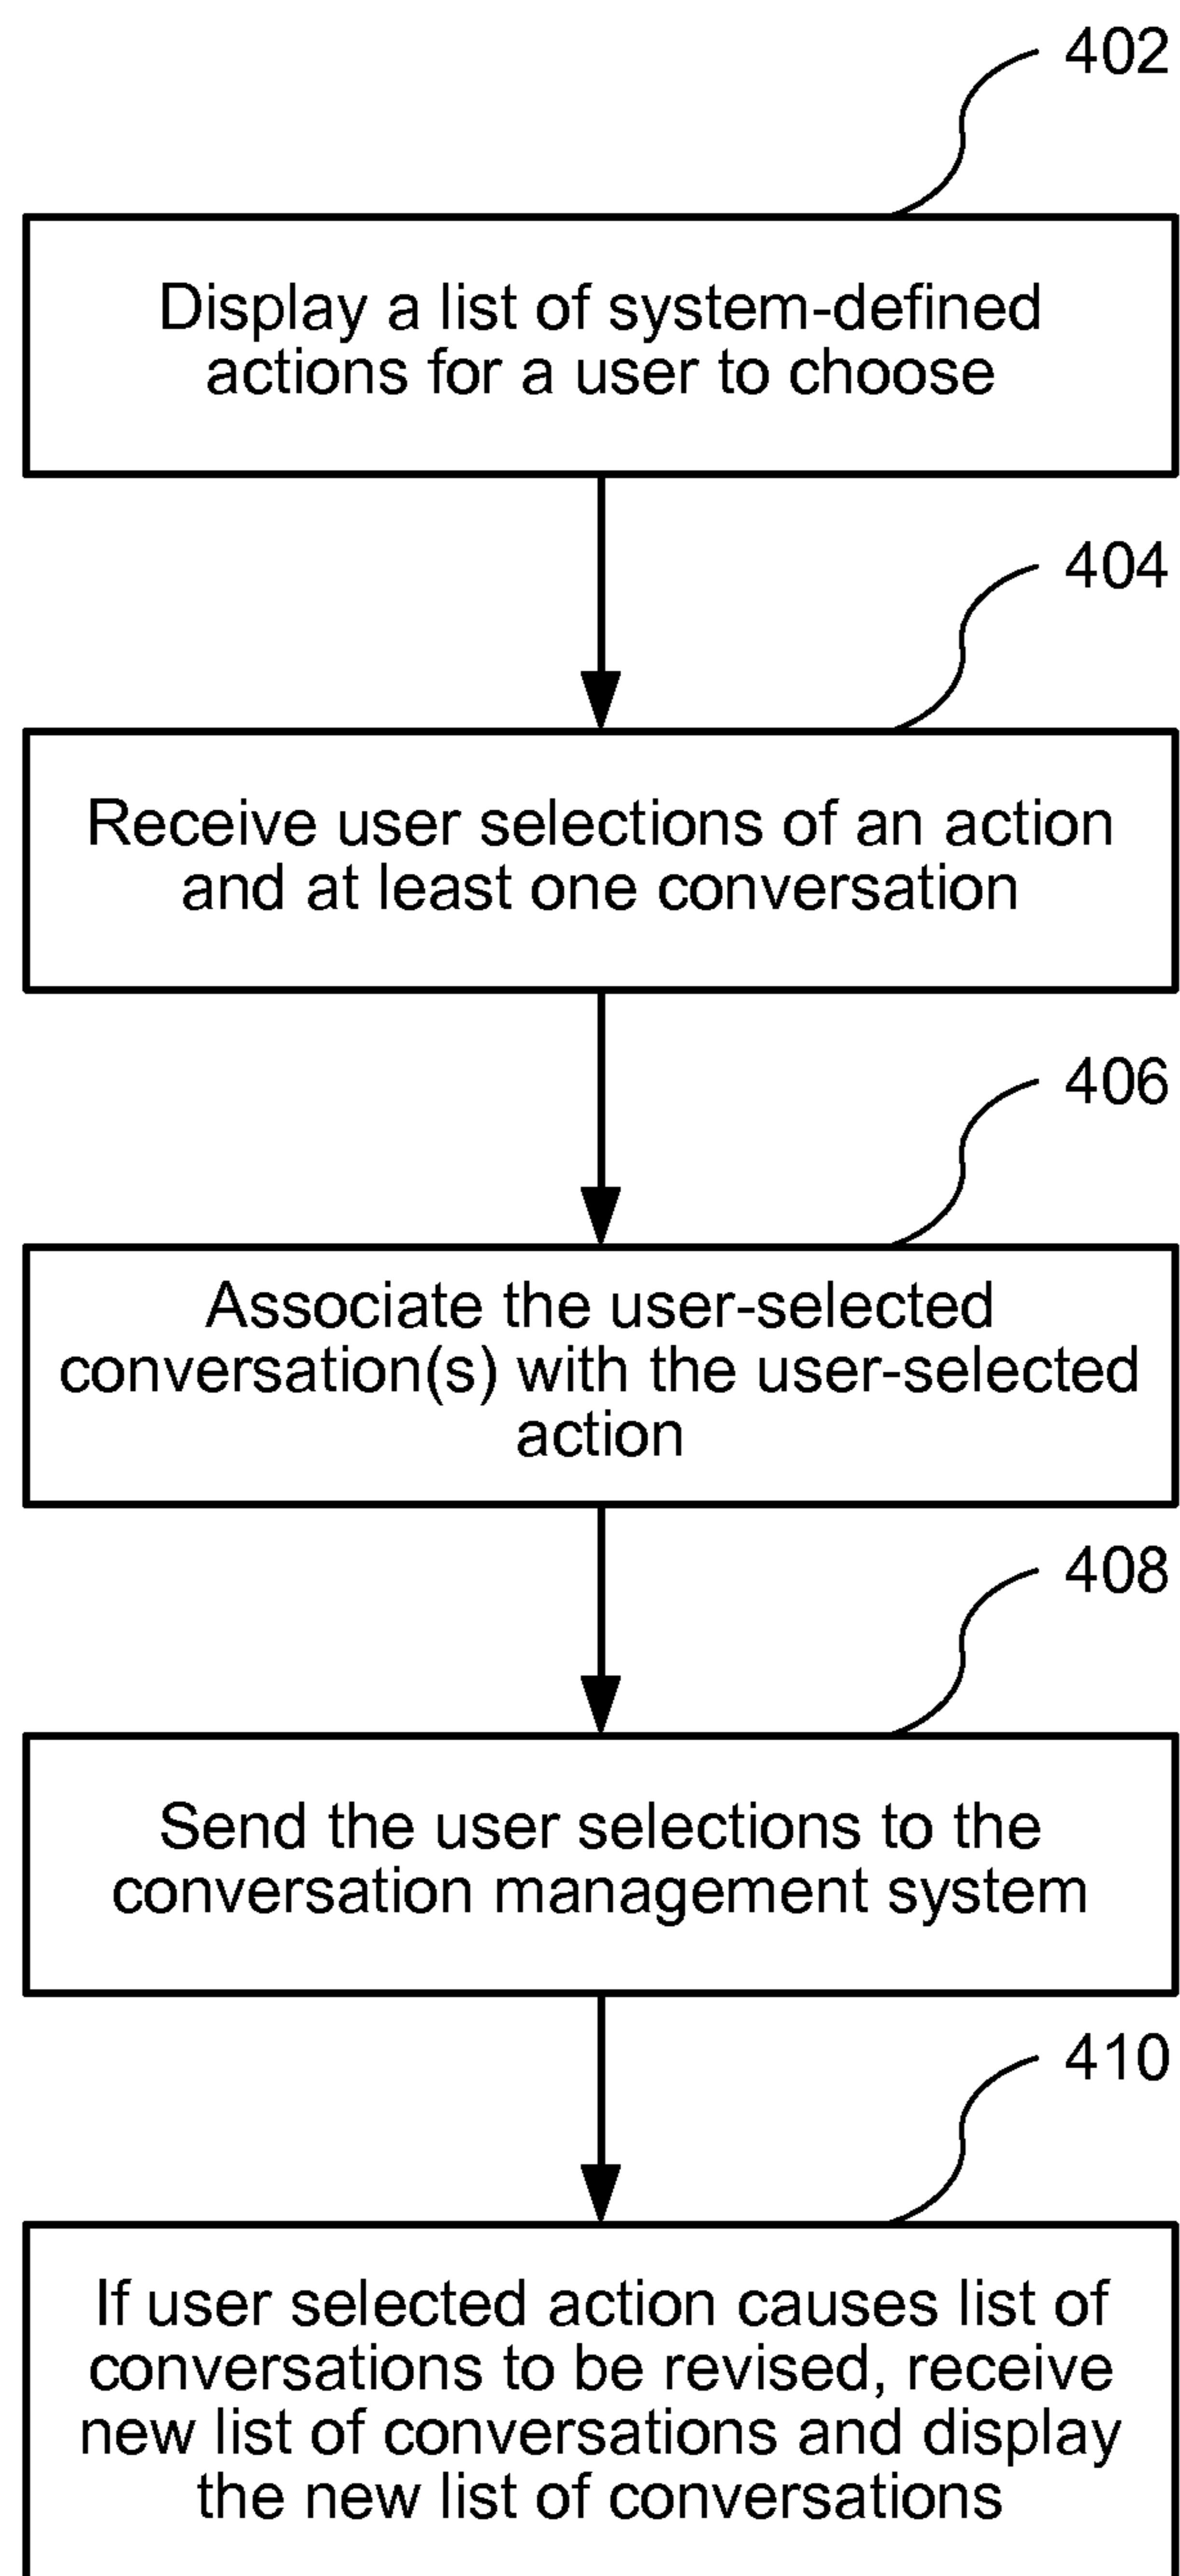 402
Display a list of system-defined
actions for a user to choose
404
Receive user selections of an action
and at least one conversation
406
Associate the user-selected
conversation(s) with the user-selected
action
408
Send the user selections to the
conversation management system
410
If user selected action causes list of
conversations to be revised, receive
new list of conversations and display
the new list of conversations